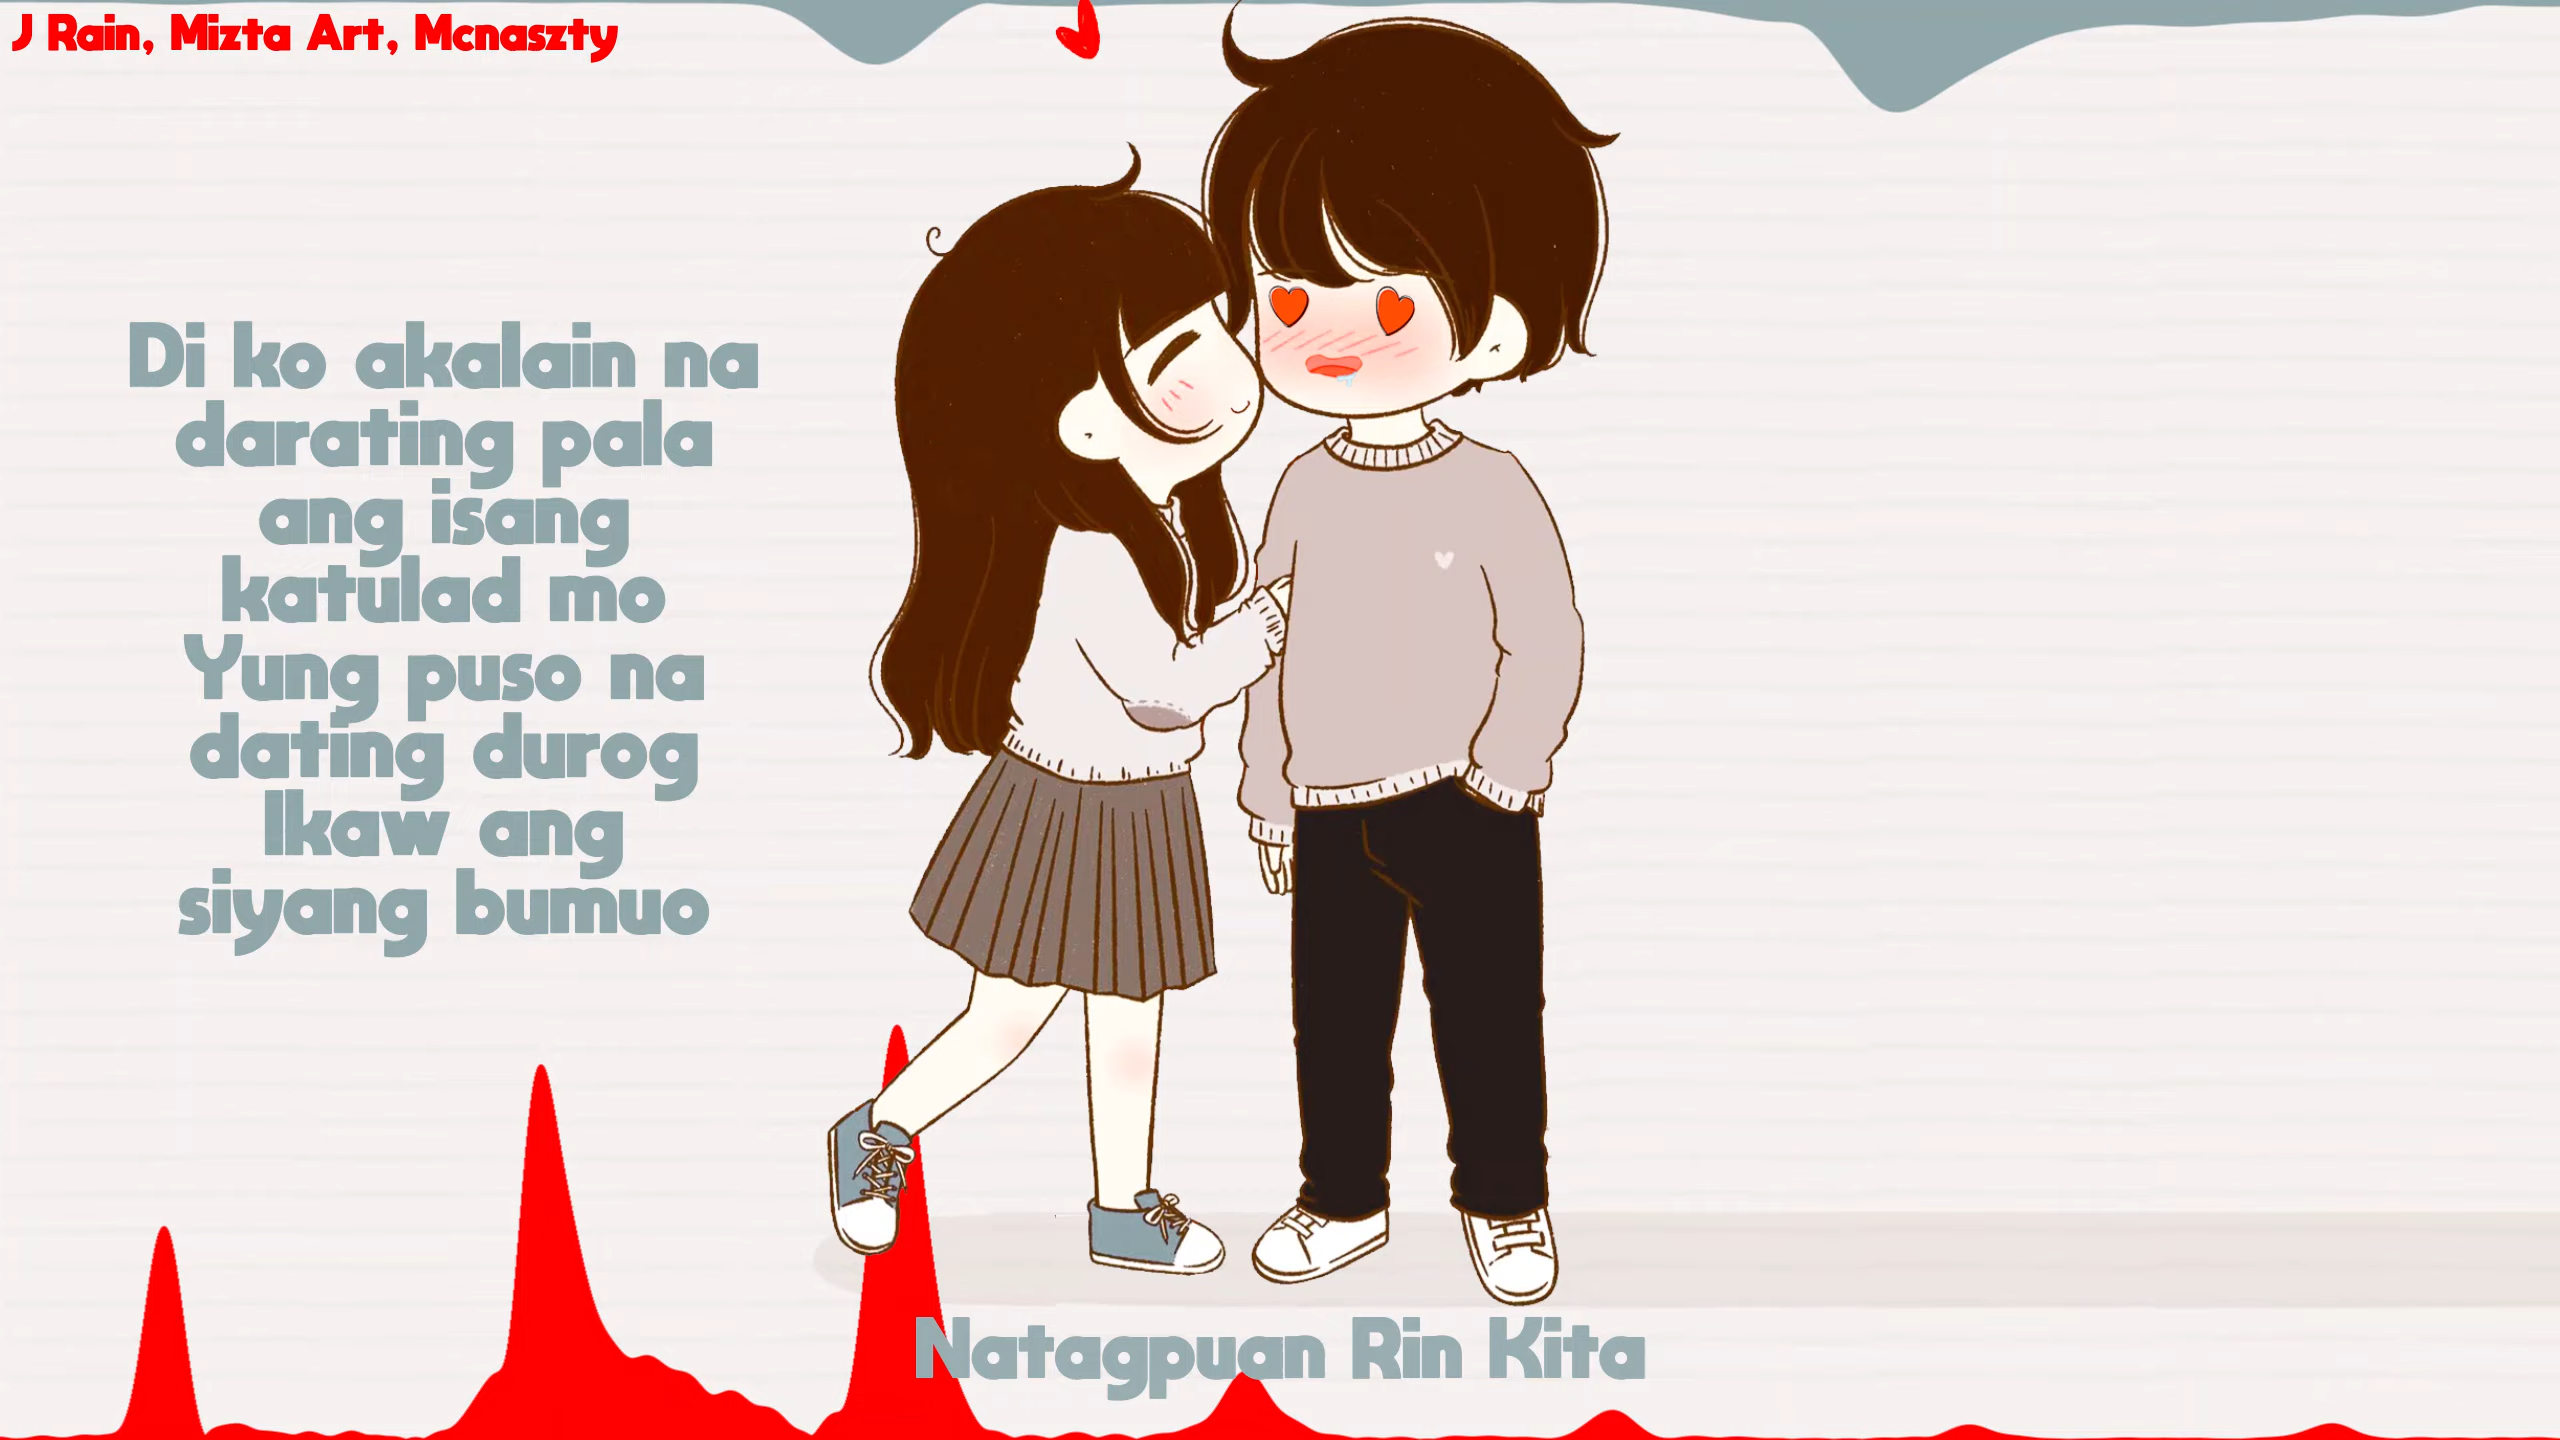 J Rain, Mizta Art, Mcnaszty
Di ko akalain na
darating pala
ang isang
katulad mo
Yung puso na
dating durog
Ikaw ang
siyang bumuo
Natagpuan Rin Kita